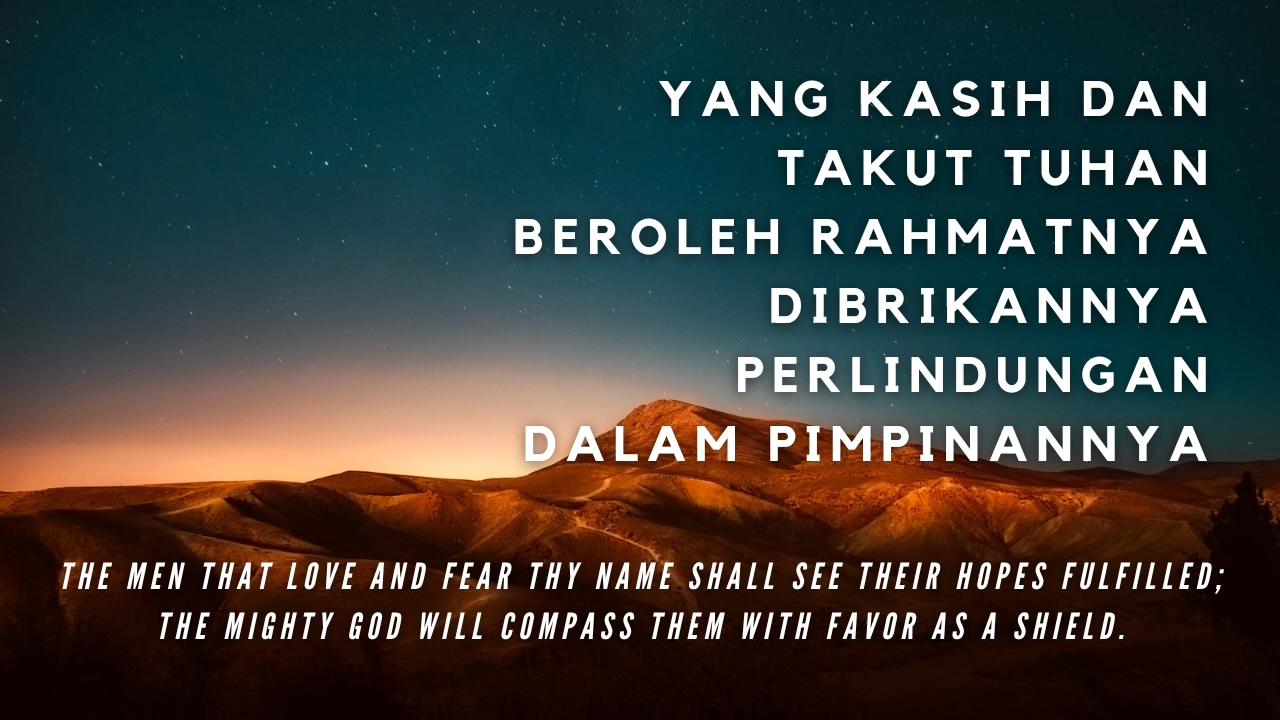 YANG KASIH DAN
TAKUT TUHAN
BEROLEH RAHMATNYA
DIBRIKANNYA
PERLINDUNGAN
DALAM PIMPINANNYA
THE MEN THAT LOVE AND FEAR THY NAME SHALL SEE THEIR HOPES FULFILLED;
THE MIGHTY GOD WILL COMPASS THEM WITH FAVOR AS A SHIELD.